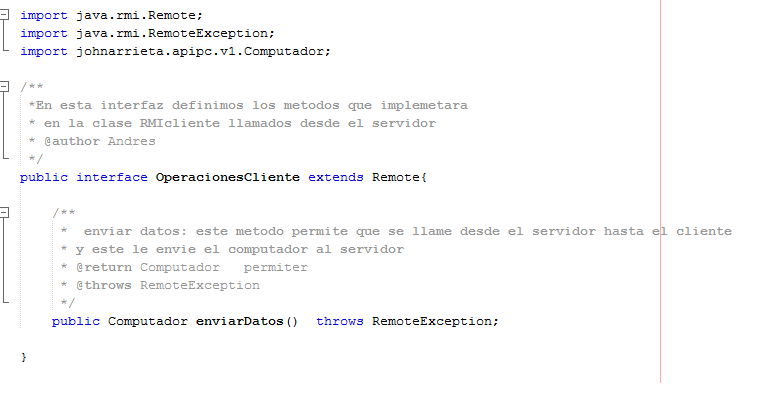 import java.rmi.Remote;
import java.rmi.RemoteException;
import johnarrieta.apipc.v1.Computador;
/**
*En esta interfaz definimos los metodos que implemetara
* en la clase RMIcliente llamados desde el servidor
* @author Andres
*/
public interface OperacionesCliente extends Remote{
/**
*  enviar datos: este metodo permite que se llame desde el servidor hasta el cliente
* y este le envie el computador al servidor
* @return Computador   permiter
* @throws RemoteException
*/
public Computador enviarDatos()  throws RemoteException;
}